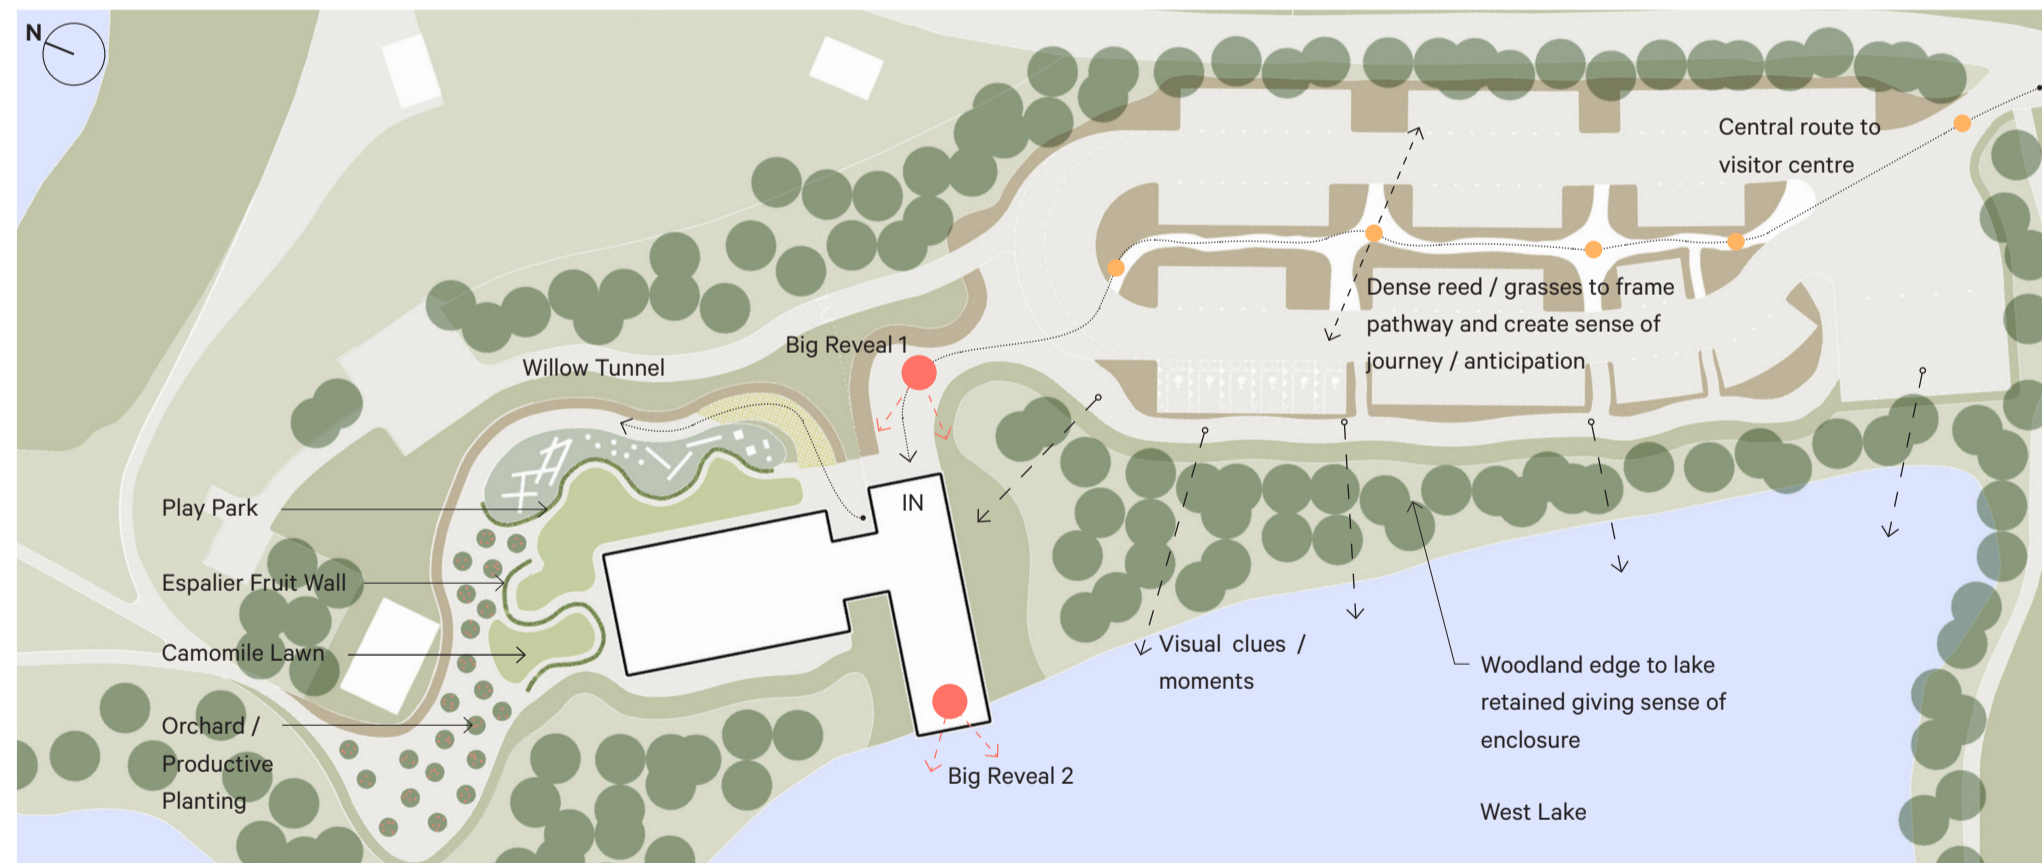 N
Central route to
visitor centre
Dense reed / grasses to frame
pathway and create sense of
journey / anticipation
Big Reveal 1
Willow Tunnel
IN
Play Park
Espalier Fruit Wall
Camomile Lawn
Orchard /
Productive
Planting
Visual clues /
moments
Woodland edge to lake
retained giving sense of
enclosure
Big Reveal 2
West Lake